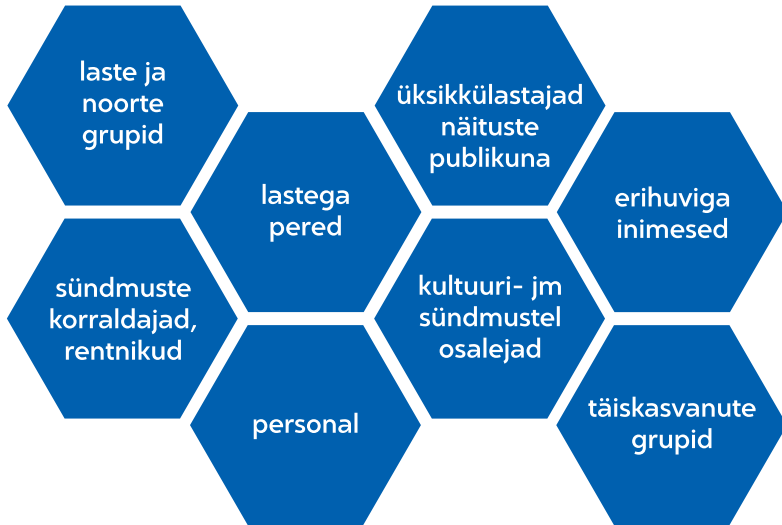 laste ja
noorte
grupid
üksikkülastajad
näituste
publikuna
lastega
pered
erihuviga
inimesed
sündmuste
korraldajad,
rentnikud
kultuuri- jm
sündmustel
osalejad
personal
täiskasvanute
grupid